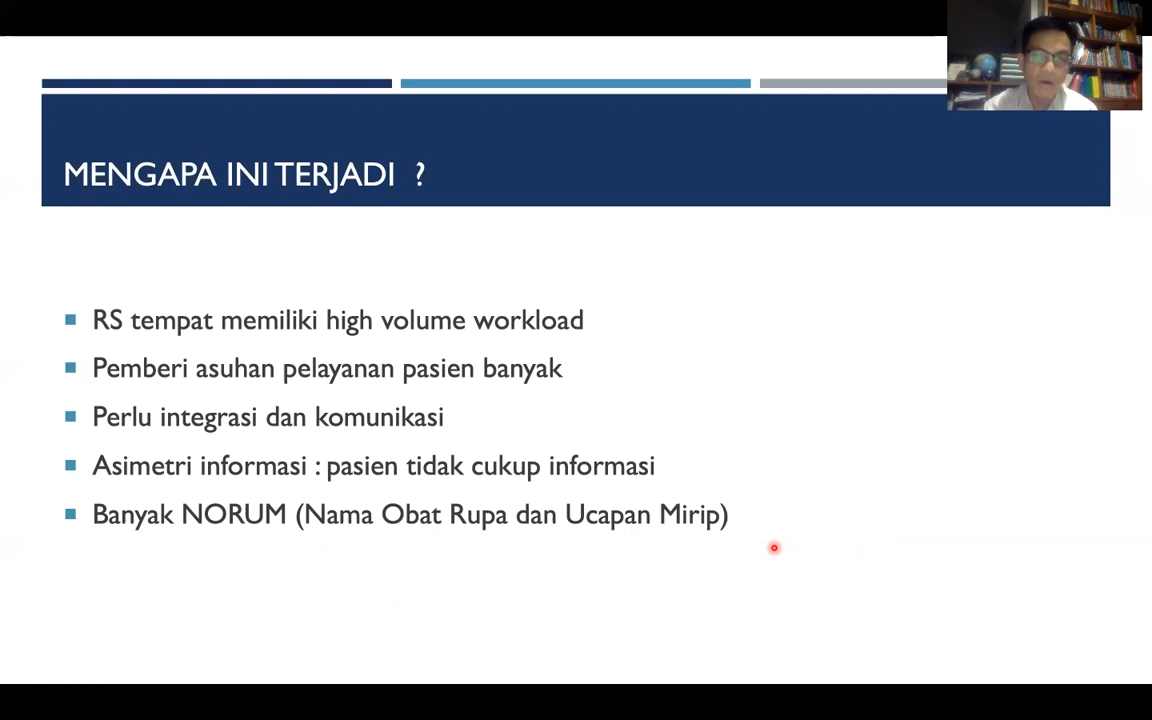 MENGAPA INI TERJADI ?
RS tempat memiliki high volume workload
Pemberi asuhan pelayanan pasien banyak
Perlu integrasi dan komunikasi
Asimetri informasi : pasien tidak cukup informasi
Banyak NORUM (Nama Obat Rupa dan Ucapan Mirip)